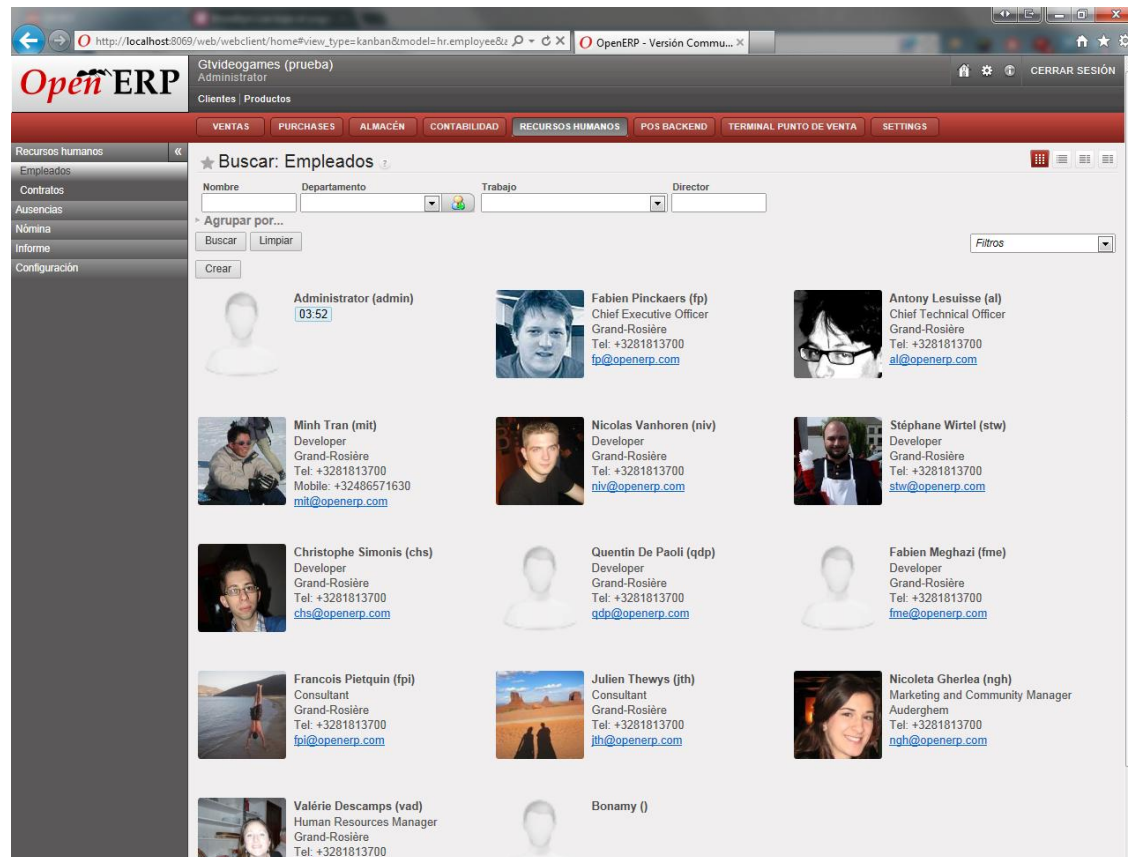 http://localhost:8069/web/webclient/home#view_type=kanban&model=hr.employee&
OpenERP - Versión Commu...
Open ERP
Gtvideogames (prueba)
Administrator
Clientes | Productos
CERRAR SESIÓN
VENTAS PURCHASES ALMACÉN CONTABILIDAD RECURSOS HUMANOS POS BACKEND TERMINAL PUNTO DE VENTA SETTINGS
Recursos humanos «
Empleados
Contratos
Ausencias
Nómina
Informe
Configuración
Buscar: Empleados ?
Nombre Departamento Trabajo Director
Agrupar por...
Buscar Limpiar
Filtros
Crear
Administrator (admin)
03:52
Fabien Pinckaers (fp)
Chief Executive Officer
Grand-Rosière
Tel: +3281813700
fp@openerp.com
Antony Lesuisse (al)
Chief Technical Officer
Grand-Rosière
Tel: +3281813700
al@openerp.com
Minh Tran (mit)
Developer
Grand-Rosière
Tel: +3281813700
Mobile: +32486571630
mit@openerp.com
Nicolas Vanhoren (niv)
Developer
Grand-Rosière
Tel: +3281813700
niv@openerp.com
Stéphane Wirtel (stw)
Developer
Grand-Rosière
Tel: +3281813700
stw@openerp.com
Christophe Simonis (chs)
Developer
Grand-Rosière
Tel: +3281813700
chs@openerp.com
Quentin De Paoli (qdp)
Developer
Grand-Rosière
Tel: +3281813700
qdp@openerp.com
Fabien Meghazi (fme)
Developer
Grand-Rosière
Tel: +3281813700
fme@openerp.com
Francois Pietquin (fpi)
Consultant
Grand-Rosière
Tel: +3281813700
fpi@openerp.com
Julien Thewys (jth)
Consultant
Grand-Rosière
Tel: +3281813700
jth@openerp.com
Nicoleta Gherlea (ngh)
Marketing and Community Manager
Auderghem
Tel: +3281813700
ngh@openerp.com
Valérie Descamps (vad)
Human Resources Manager
Grand-Rosière
Tel: +3281813700
Bonamy ()